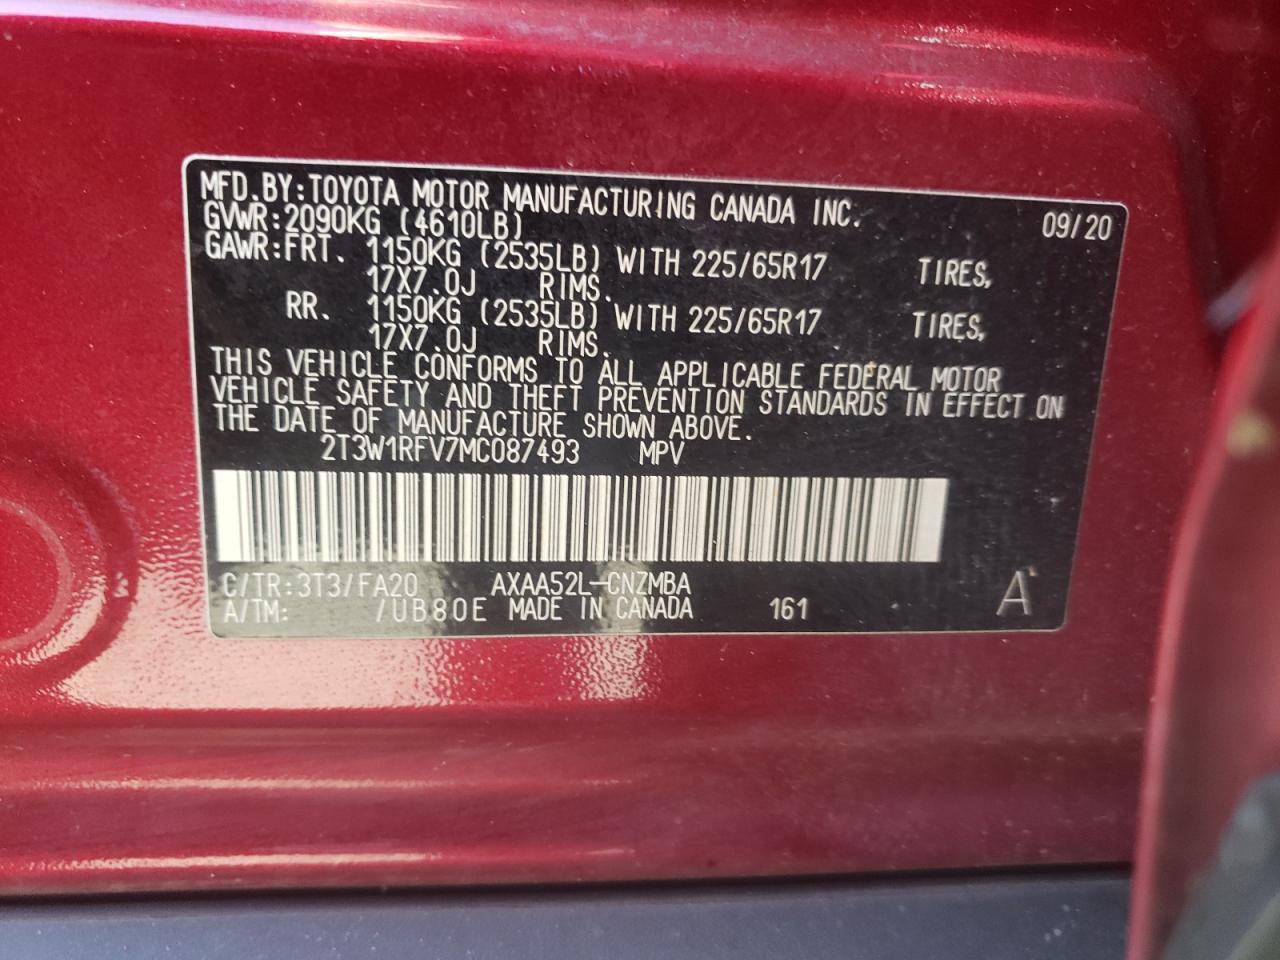 MFD.BY:TOYOTA MOTOR MANUFACTURING CANADA INC. 09/20
GVWR:2090KG (4610LB)
GAWR:FRT. 1150KG (2535LB) WITH 225/65R17 TIRES,
17X7.0J RIMS.
RR. 1150KG (2535LB) WITH 225/65R17 TIRES,
17X7.0J RIMS.
THIS VEHICLE CONFORMS TO ALL APPLICABLE FEDERAL MOTOR
VEHICLE SAFETY AND THEFT PREVENTION STANDARDS IN EFFECT ON
THE DATE OF MANUFACTURE SHOWN ABOVE.
2T3W1RFV7MC087493 MPV
C/TR:3T3/FA20 AXAA52L-CNZMBA
A/TM: /UB80E MADE IN CANADA 161 A